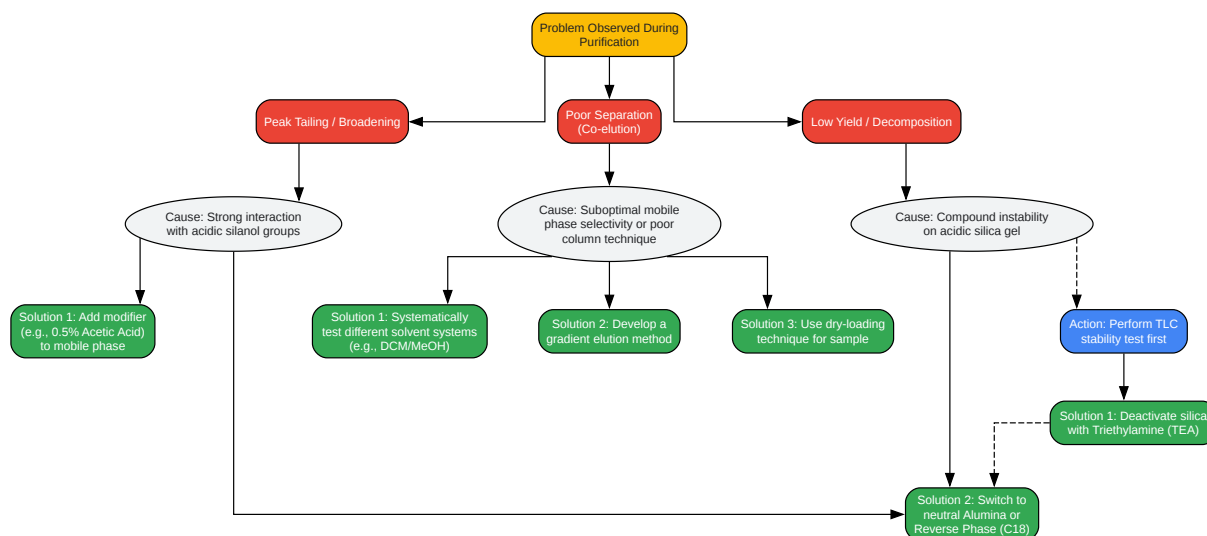 Problem Observed During
Purification
Peak Tailing / Broadening
Poor Separation
(Co-elution)
Low Yield / Decomposition
Cause: Strong interaction
with acidic silanol groups
Cause: Suboptimal mobile
phase selectivity or poor
column technique
Cause: Compound instability
on acidic silica gel
Solution 1: Add modifier
(e.g., 0.5% Acetic Acid)
to mobile phase
Solution 1: Systematically
test different solvent systems
(e.g., DCM/MeOH)
Solution 2: Develop a
gradient elution method
Solution 3: Use dry-loading
technique for sample
Action: Perform TLC
stability test first
Solution 1: Deactivate silica
with Triethylamine (TEA)
Solution 2: Switch to
neutral Alumina or
Reverse Phase (C18)